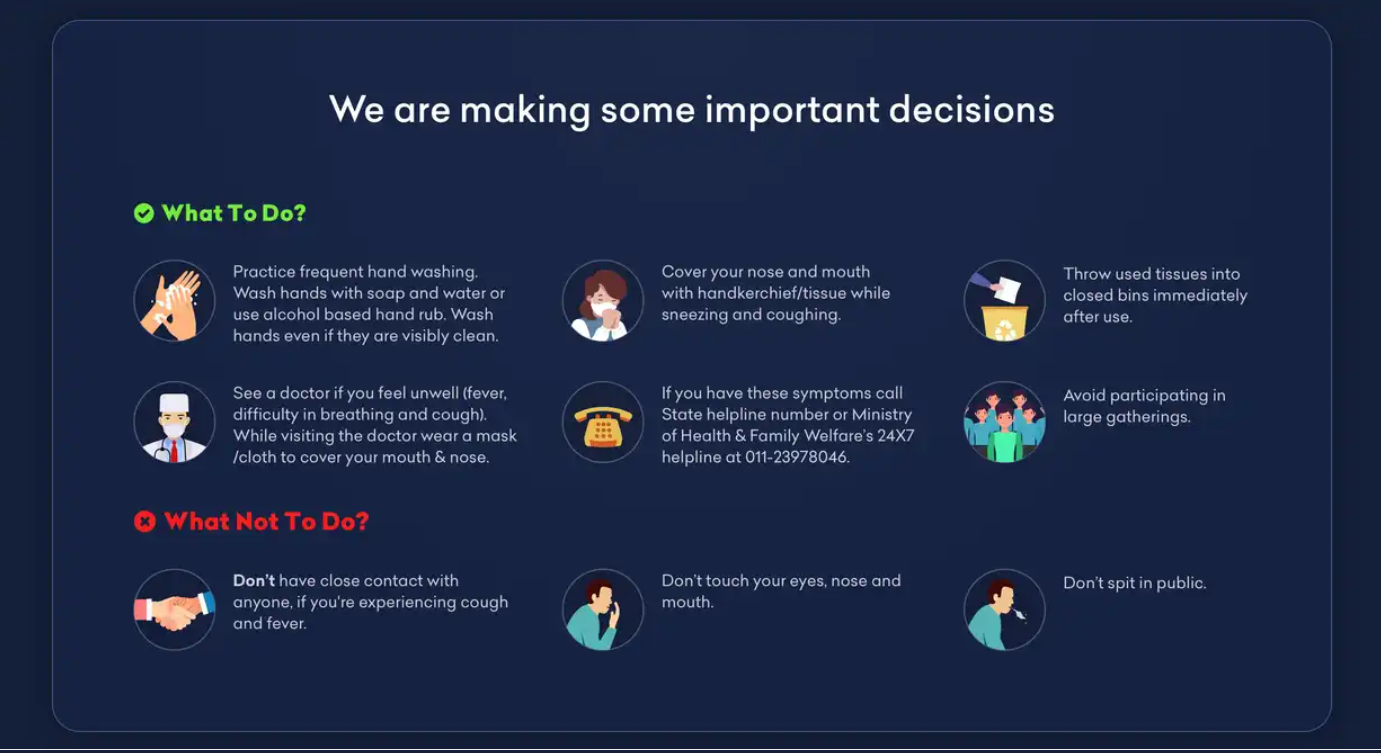 We are making some important decisions
What To Do?
Practice frequent hand washing.
Wash hands with soap and water or
use alcohol based hand rub. Wash
hands even if they are visibly clean.
Cover your nose and mouth
with handkerchief/tissue while
sneezing and coughing.
Throw used tissues into
closed bins immediately
after use.
See a doctor if you feel unwell (fever,
difficulty in breathing and cough).
While visiting the doctor wear a mask
/cloth to cover your mouth & nose.
If you have these symptoms call
State helpline number or Ministry
of Health & Family Welfare's 24X7
helpline at 011-23978046.
Avoid participating in
large gatherings.
What Not To Do?
Don't have close contact with
anyone, if you're experiencing cough
and fever.
Don't touch your eyes, nose and
mouth.
Don't spit in public.